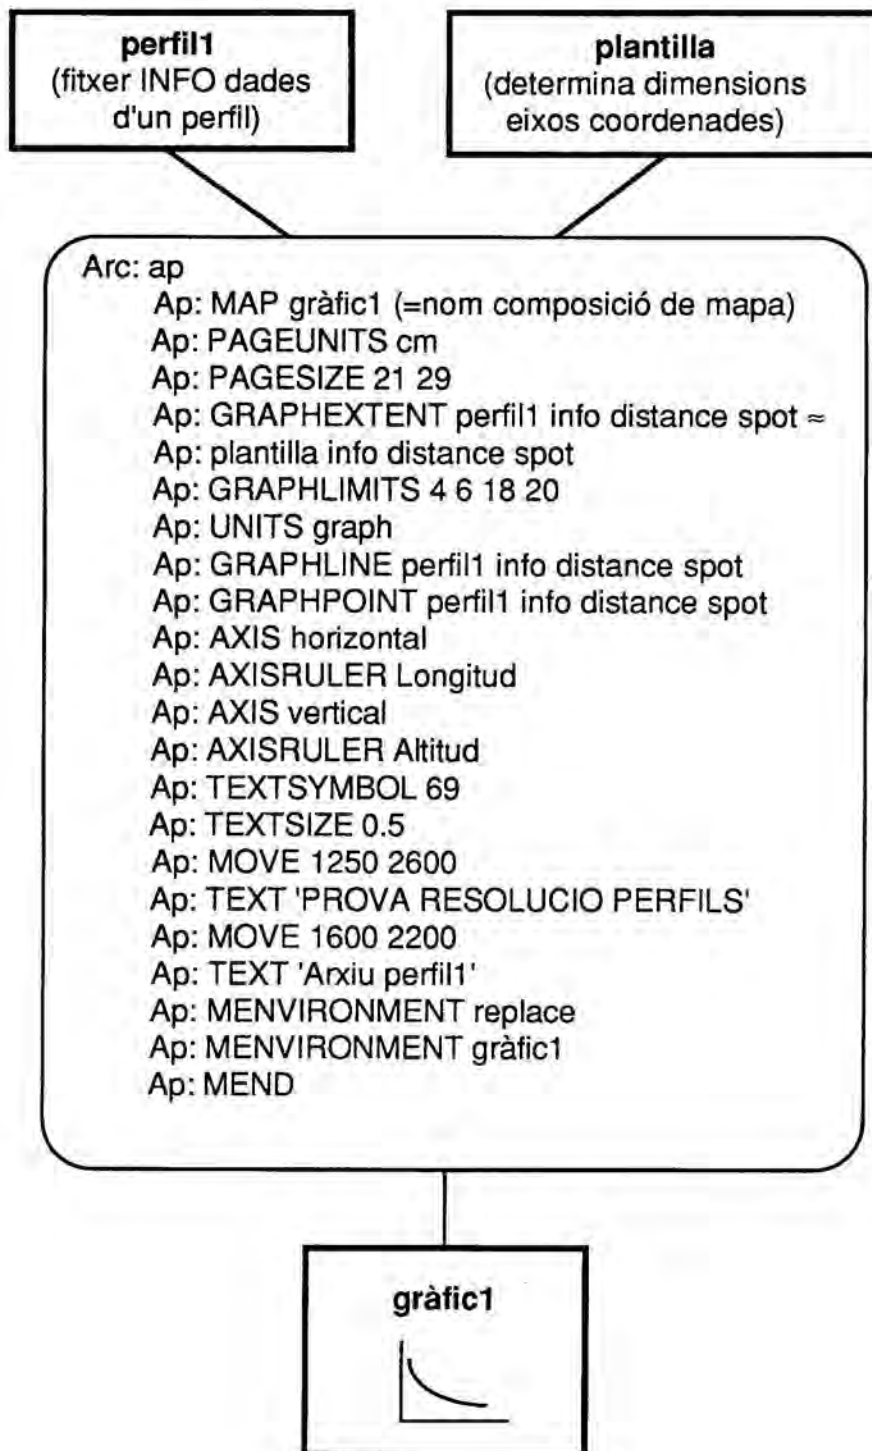 perfil1
(fitxer INFO dades
d'un perfil)
plantilla
(determina dimensions
eixos coordenades)
Arc: ap
Ap: MAP gràfic1 (=nom composició de mapa)
Ap: PAGEUNITS cm
Ap: PAGESIZE 21 29
Ap: GRAPHEXTENT perfil1 info distance spot ≈
Ap: plantilla info distance spot
Ap: GRAPHLIMITS 4 6 18 20
Ap: UNITS graph
Ap: GRAPHLINE perfil1 info distance spot
Ap: GRAPHPOINT perfil1 info distance spot
Ap: AXIS horizontal
Ap: AXISRULER Longitud
Ap: AXIS vertical
Ap: AXISRULER Altitud
Ap: TEXTSYMBOL 69
Ap: TEXTSIZE 0.5
Ap: MOVE 1250 2600
Ap: TEXT 'PROVA RESOLUCIO PERFILS'
Ap: MOVE 1600 2200
Ap: TEXT 'Arxiu perfil1'
Ap: MENVIRONMENT replace
Ap: MENVIRONMENT gràfic1
Ap: MEND
gràfic1